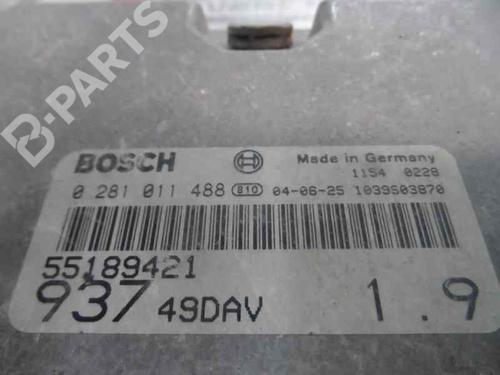 B-PARTS
BOSCH Made in Germany
1154 0228
0 281 011 488 810 04-06-25 1039S03870
55189421
937 49DAV 1.9